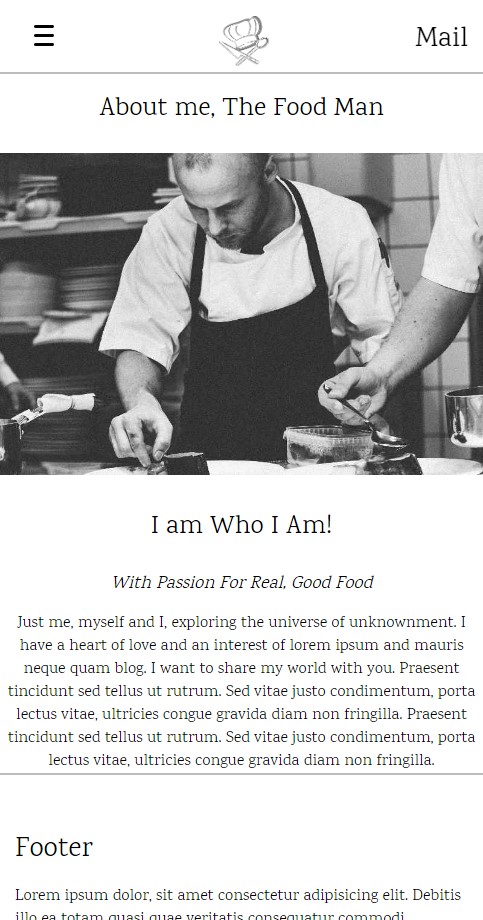 ☰ Mail
About me, The Food Man
I am Who I Am!
With Passion For Real, Good Food
Just me, myself and I, exploring the universe of unknownment. I
have a heart of love and an interest of lorem ipsum and mauris
neque quam blog. I want to share my world with you. Praesent
tincidunt sed tellus ut rutrum. Sed vitae justo condimentum, porta
lectus vitae, ultricies congue gravida diam non fringilla. Praesent
tincidunt sed tellus ut rutrum. Sed vitae justo condimentum, porta
lectus vitae, ultricies congue gravida diam non fringilla.
Footer
Lorem ipsum dolor, sit amet consectetur adipisicing elit. Debitis
illo ea totam quasi quae veritatis consequatur commodi